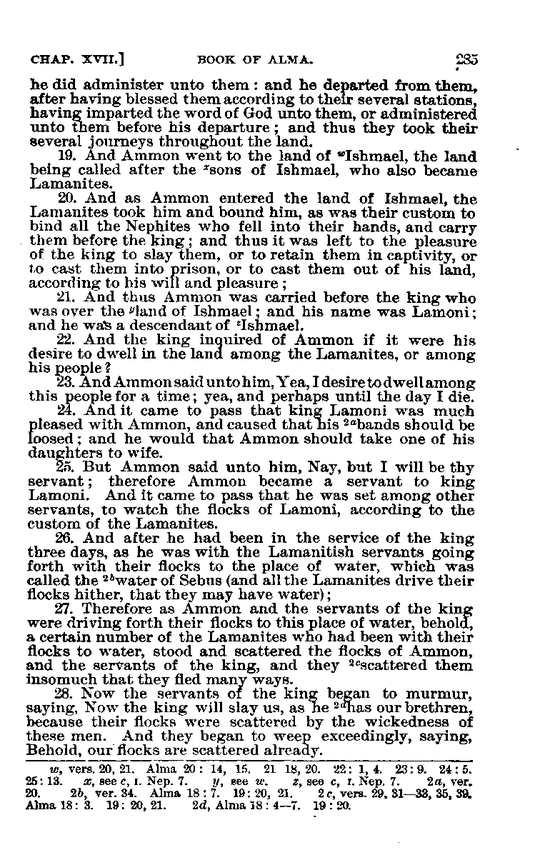 CHAP. XVII.] BOOK OF ALMA. 285
he did administer unto them: and he departed from them,
after having blessed them according to their several stations,
having imparted the word of God unto them, or administered
unto them before his departure; and thus they took their
several journeys throughout the land.
19. And Ammon went to the land of ʷIshmael, the land
being called after the ˣsons of Ishmael, who also became
Lamanites.
20. And as Ammon entered the land of Ishmael, the
Lamanites took him and bound him, as was their custom to
bind all the Nephites who fell into their hands, and carry
them before the king; and thus it was left to the pleasure
of the king to slay them, or to retain them in captivity, or
to cast them into prison, or to cast them out of his land,
according to his will and pleasure;
21. And thus Ammon was carried before the king who
was over the ʸland of Ishmael; and his name was Lamoni;
and he was a descendant of ᶻIshmael.
22. And the king inquired of Ammon if it were his
desire to dwell in the land among the Lamanites, or among
his people?
23. And Ammon said unto him, Yea, I desire to dwell among
this people for a time; yea, and perhaps until the day I die.
24. And it came to pass that king Lamoni was much
pleased with Ammon, and caused that his ²ᵃbands should be
loosed; and he would that Ammon should take one of his
daughters to wife.
25. But Ammon said unto him, Nay, but I will be thy
servant; therefore Ammon became a servant to king
Lamoni. And it came to pass that he was set among other
servants, to watch the flocks of Lamoni, according to the
custom of the Lamanites.
26. And after he had been in the service of the king
three days, as he was with the Lamanitish servants going
forth with their flocks to the place of water, which was
called the ²ᵇwater of Sebus (and all the Lamanites drive their
flocks hither, that they may have water);
27. Therefore as Ammon and the servants of the king
were driving forth their flocks to this place of water, behold,
a certain number of the Lamanites who had been with their
flocks to water, stood and scattered the flocks of Ammon,
and the servants of the king, and they ²ᶜscattered them
insomuch that they fled many ways.
28. Now the servants of the king began to murmur,
saying, Now the king will slay us, as he ²ᵈhas our brethren,
because their flocks were scattered by the wickedness of
these men. And they began to weep exceedingly, saying,
Behold, our flocks are scattered already.
w, vers. 20, 21. Alma 20: 14, 15. 21: 18, 20. 22: 1, 4. 23: 9. 24: 5.
25: 13. x, see c, I. Nep. 7. y, see w. z, see c, I. Nep. 7. 2a, ver.
20. 2b, ver. 34. Alma 18: 7. 19: 20, 21. 2c, vers. 29, 31—33, 35, 39.
Alma 18: 3. 19: 20, 21. 2d, Alma 18: 4—7. 19: 20.